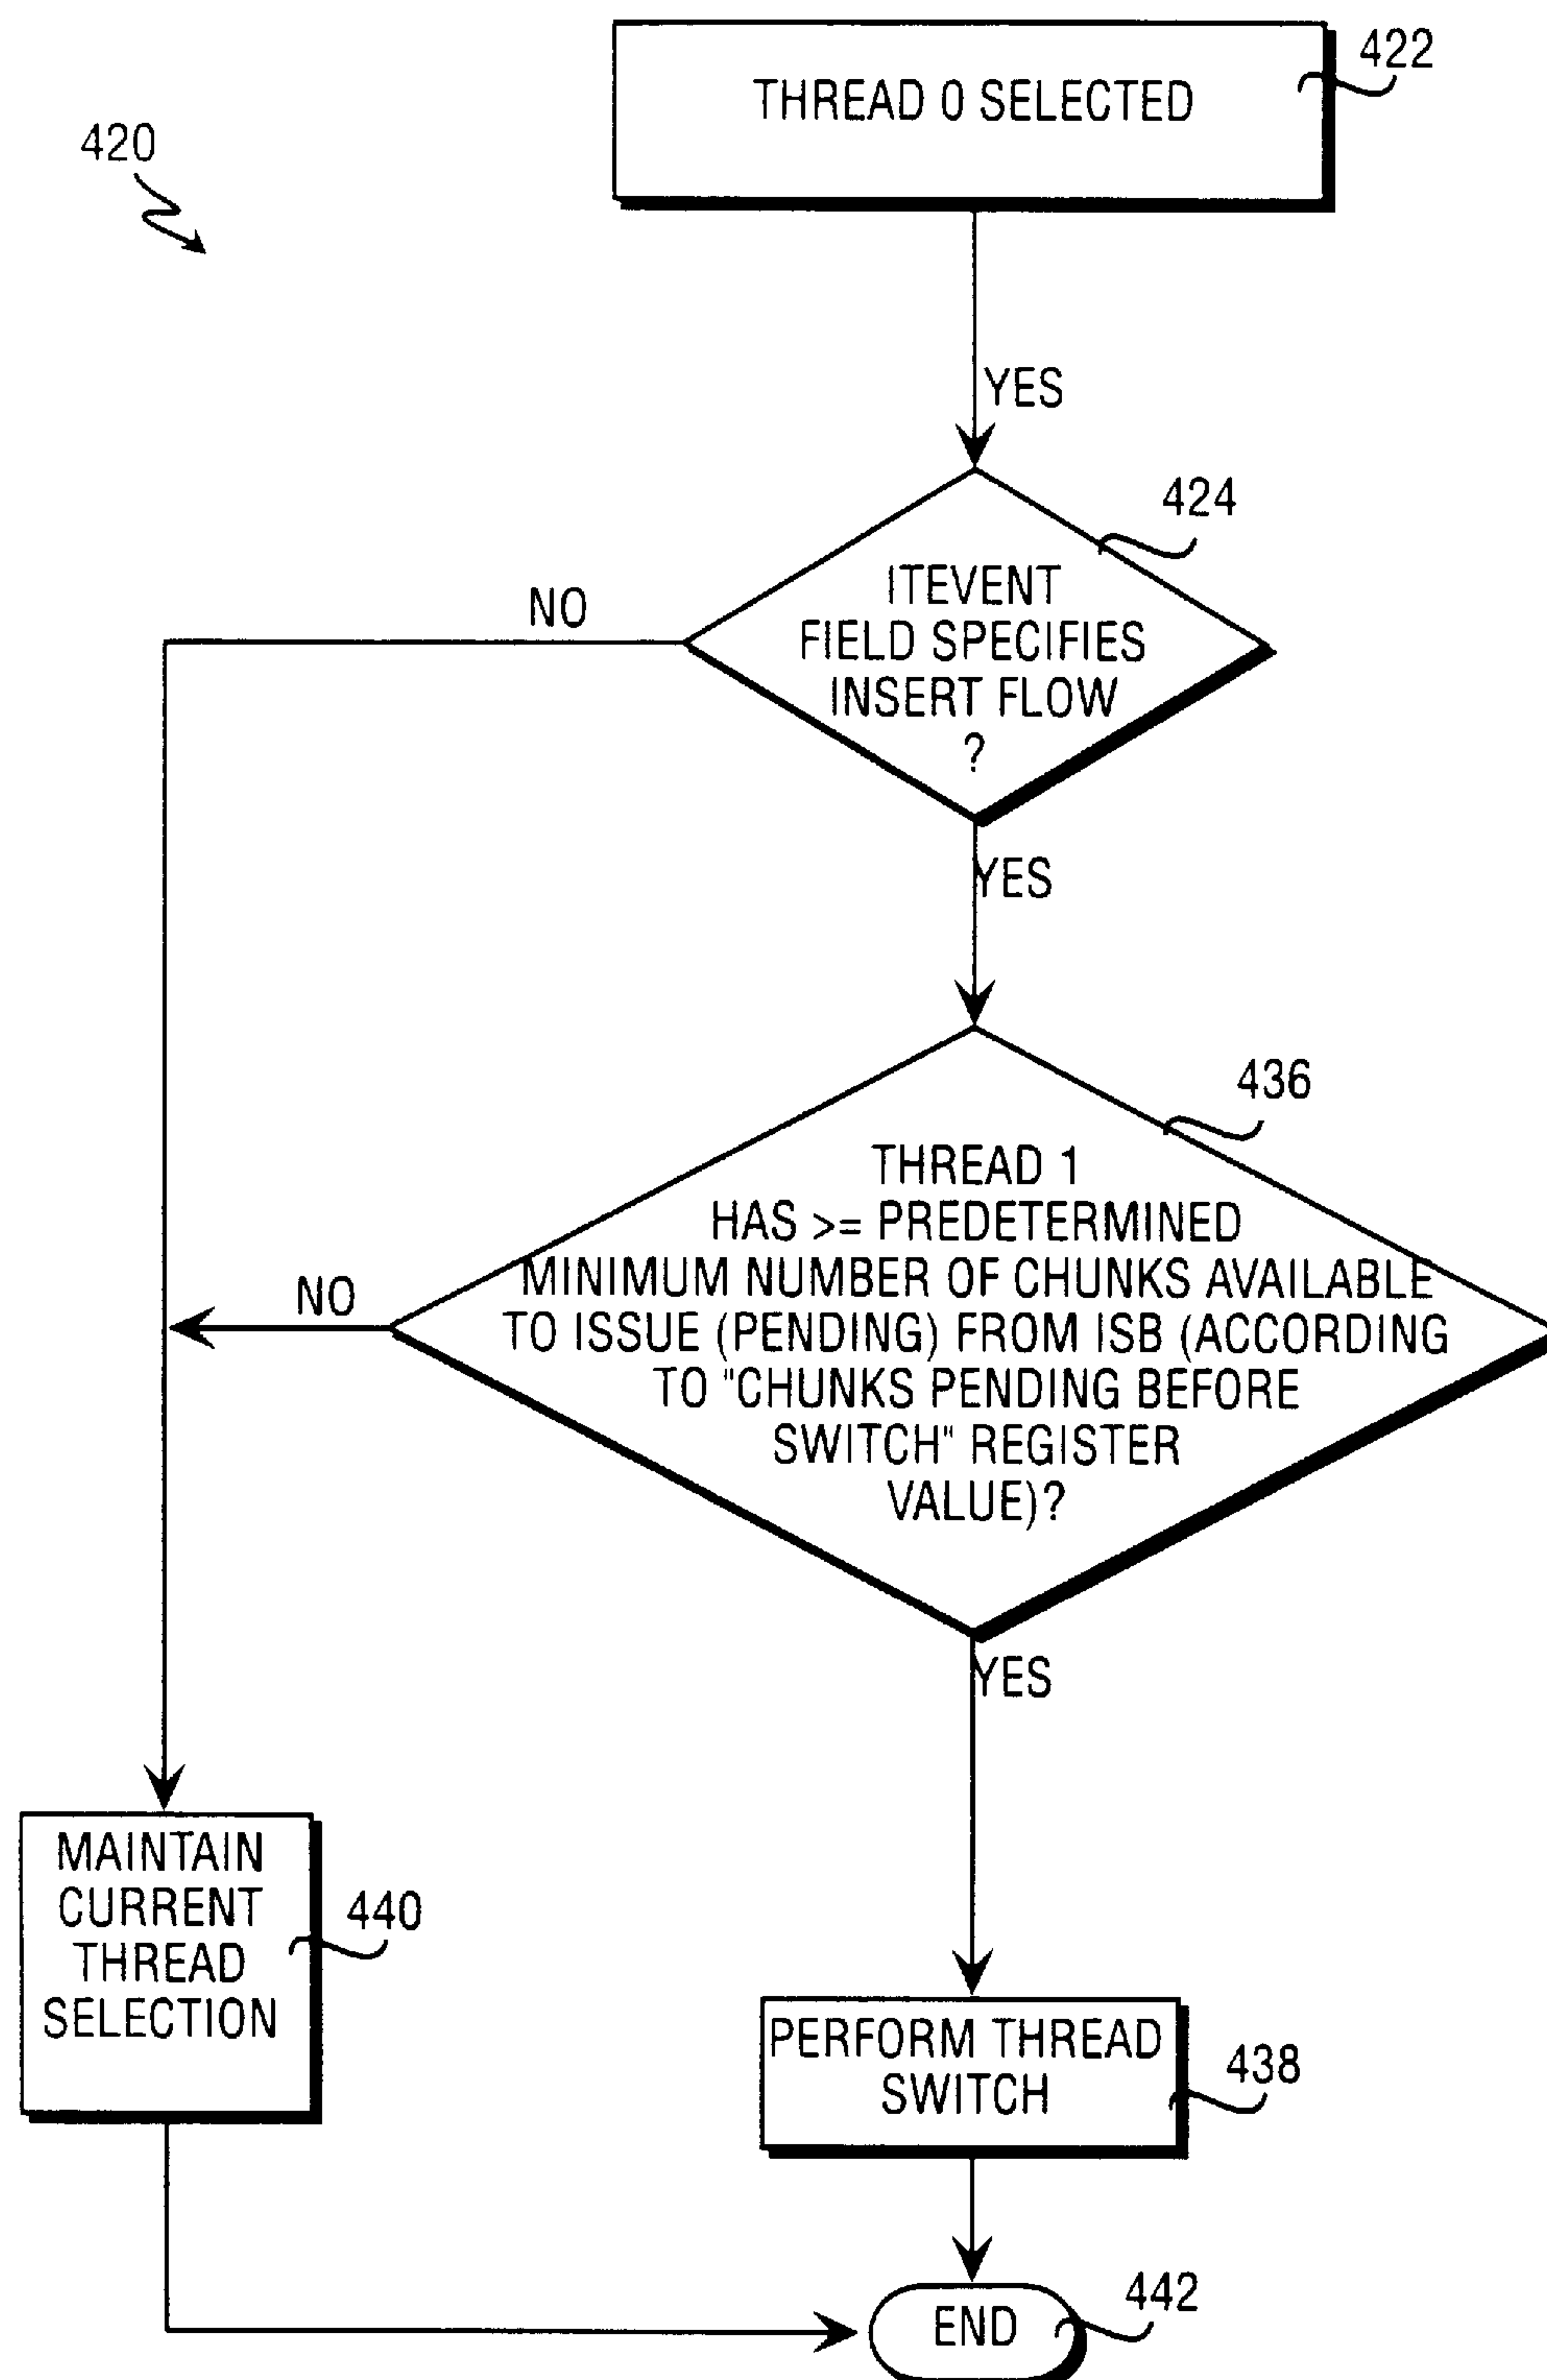 422
THREAD 0 SELECTED
420
YES
424
ITEVENT
FIELD SPECIFIES
INSERT FLOW
?
NO
YES
436
THREAD 1
HAS >= PREDETERMINED
MINIMUM NUMBER OF CHUNKS AVAILABLE
TO ISSUE (PENDING) FROM ISB (ACCORDING
TO "CHUNKS PENDING BEFORE
SWITCH" REGISTER
VALUE)?
NO
YES
MAINTAIN
CURRENT
THREAD
SELECTION
440
PERFORM THREAD
SWITCH
438
END
442